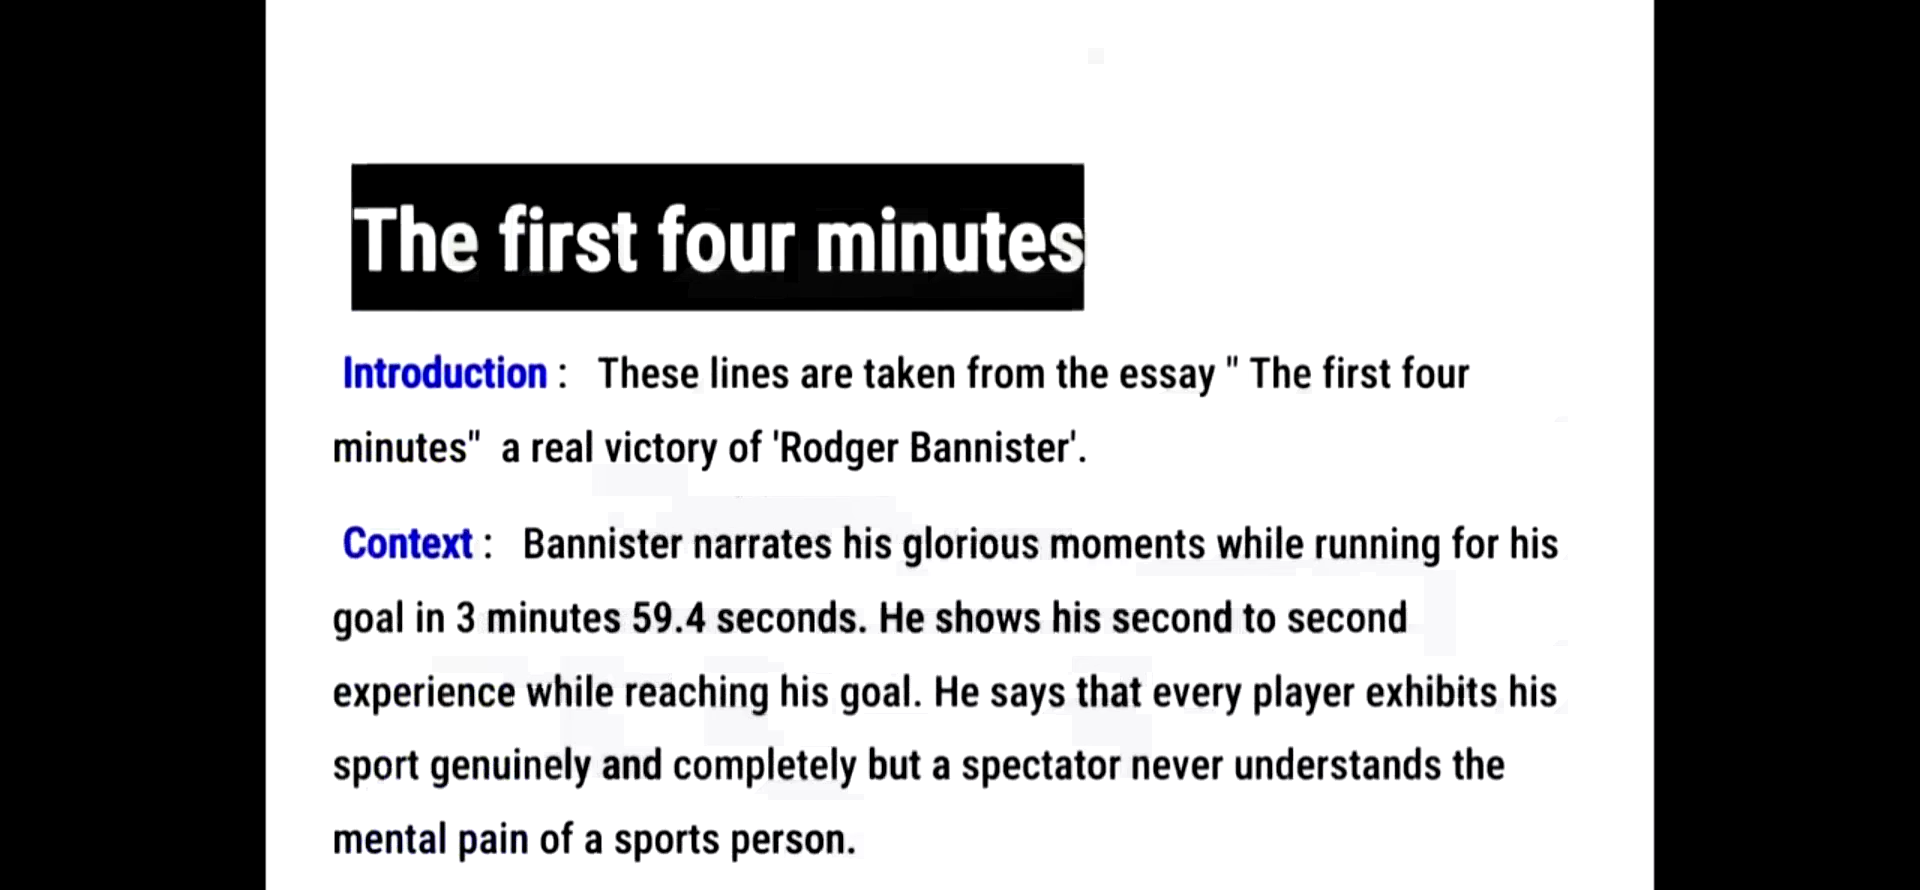 The first four minutes
Introduction : These lines are taken from the essay " The first four
minutes" a real victory of 'Rodger Bannister'.
Context : Bannister narrates his glorious moments while running for his
goal in 3 minutes 59.4 seconds. He shows his second to second
experience while reaching his goal. He says that every player exhibits his
sport genuinely and completely but a spectator never understands the
mental pain of a sports person.